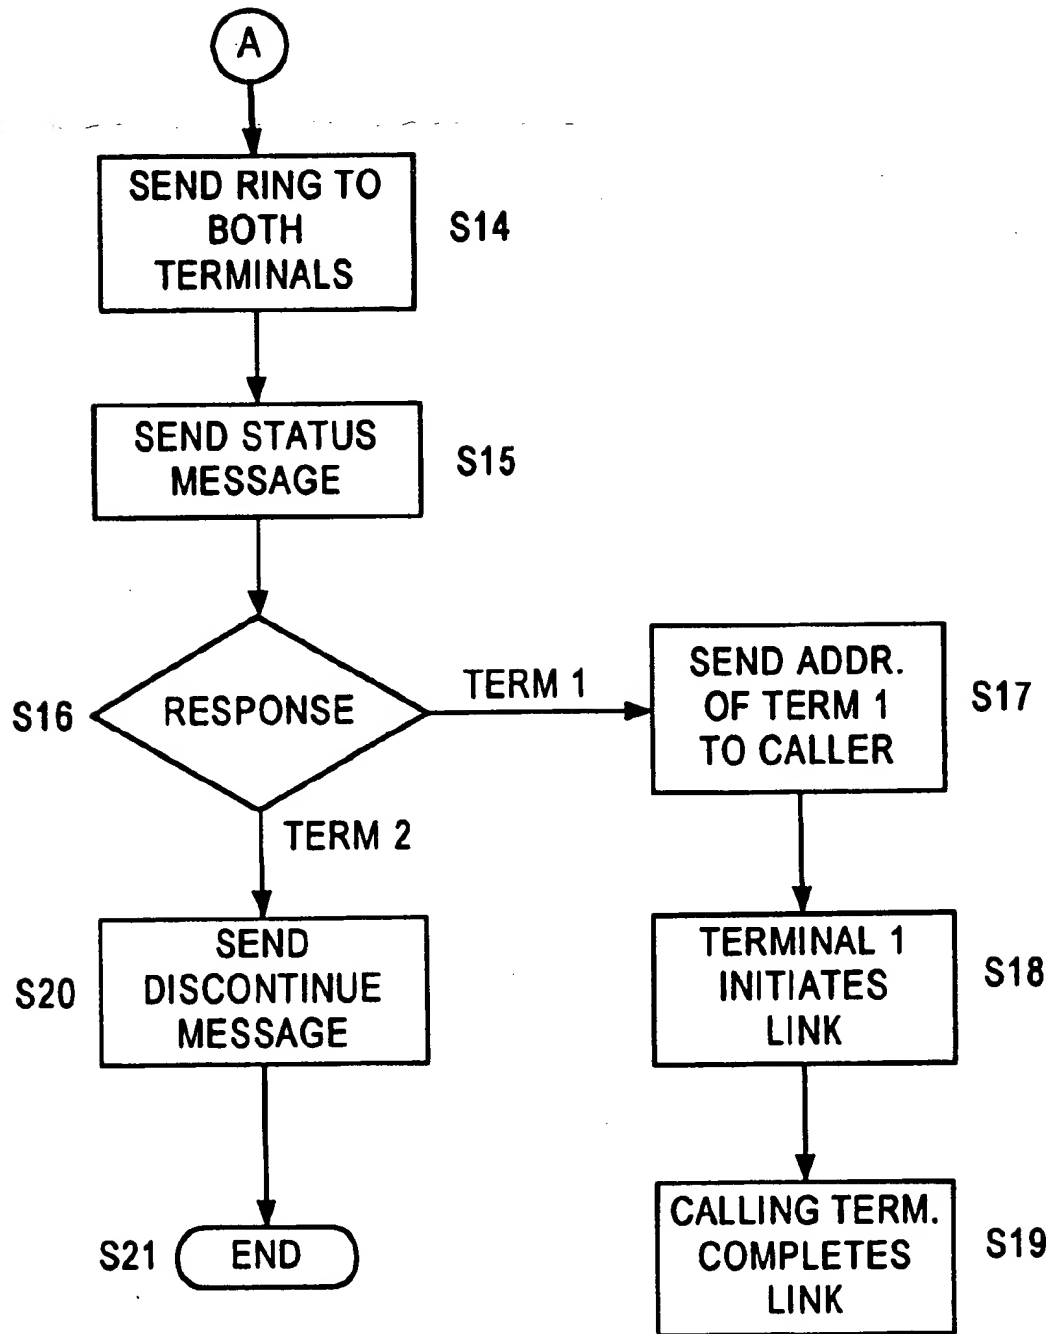 A
SEND RING TO
BOTH
TERMINALS
S14
SEND STATUS
MESSAGE
S15
S16
RESPONSE
TERM 1
TERM 2
SEND ADDR.
OF TERM 1
TO CALLER
S17
TERMINAL 1
INITIATES
LINK
S18
CALLING TERM.
COMPLETES
LINK
S19
S20
SEND
DISCONTINUE
MESSAGE
S21
END